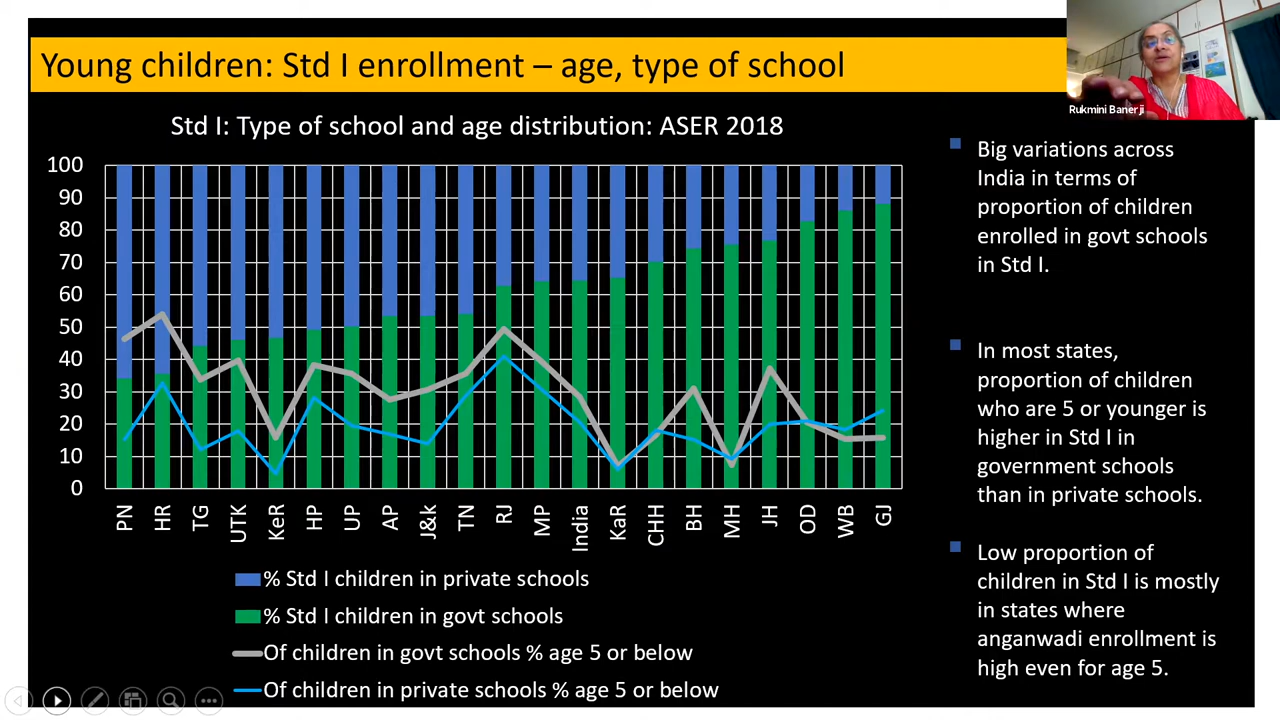 Young children: Std I enrollment – age, type of school
Rukmini Banerji
Std I: Type of school and age distribution: ASER 2018
100
90
80
70
60
50
40
30
20
10
0
PN
HR
TG
UTK
KeR
HP
UP
AP
J&k
TN
RJ
MP
India
KaR
CHH
BH
MH
JH
OD
WB
GJ
% Std I children in private schools
% Std I children in govt schools
Of children in govt schools % age 5 or below
Of children in private schools % age 5 or below
Big variations across
India in terms of
proportion of children
enrolled in govt schools
in Std I.
In most states,
proportion of children
who are 5 or younger is
higher in Std I in
government schools
than in private schools.
Low proportion of
children in Std I is mostly
in states where
anganwadi enrollment is
high even for age 5.